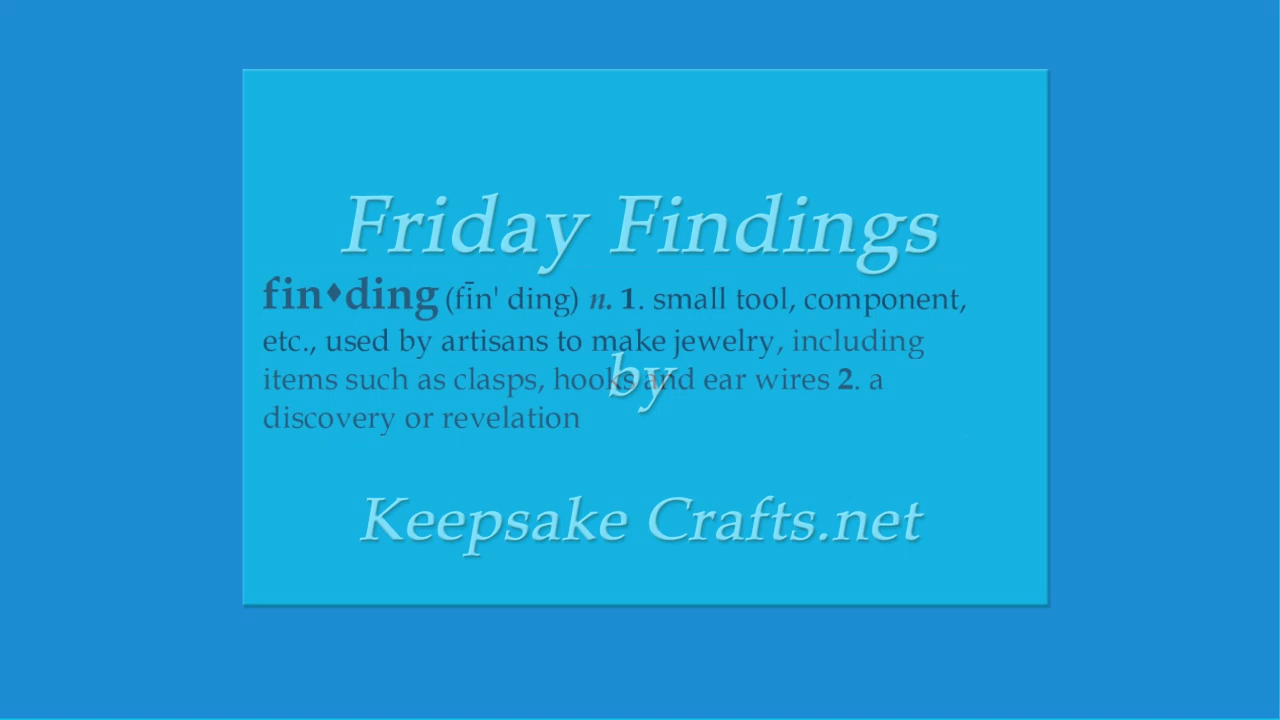 Friday Findings
fin♦ding (fīn' ding) n. 1. small tool, component,
etc., used by artisans to make jewelry, including
items such as clasps, hooks and ear wires 2. a
by
discovery or revelation
Keepsake Crafts.net